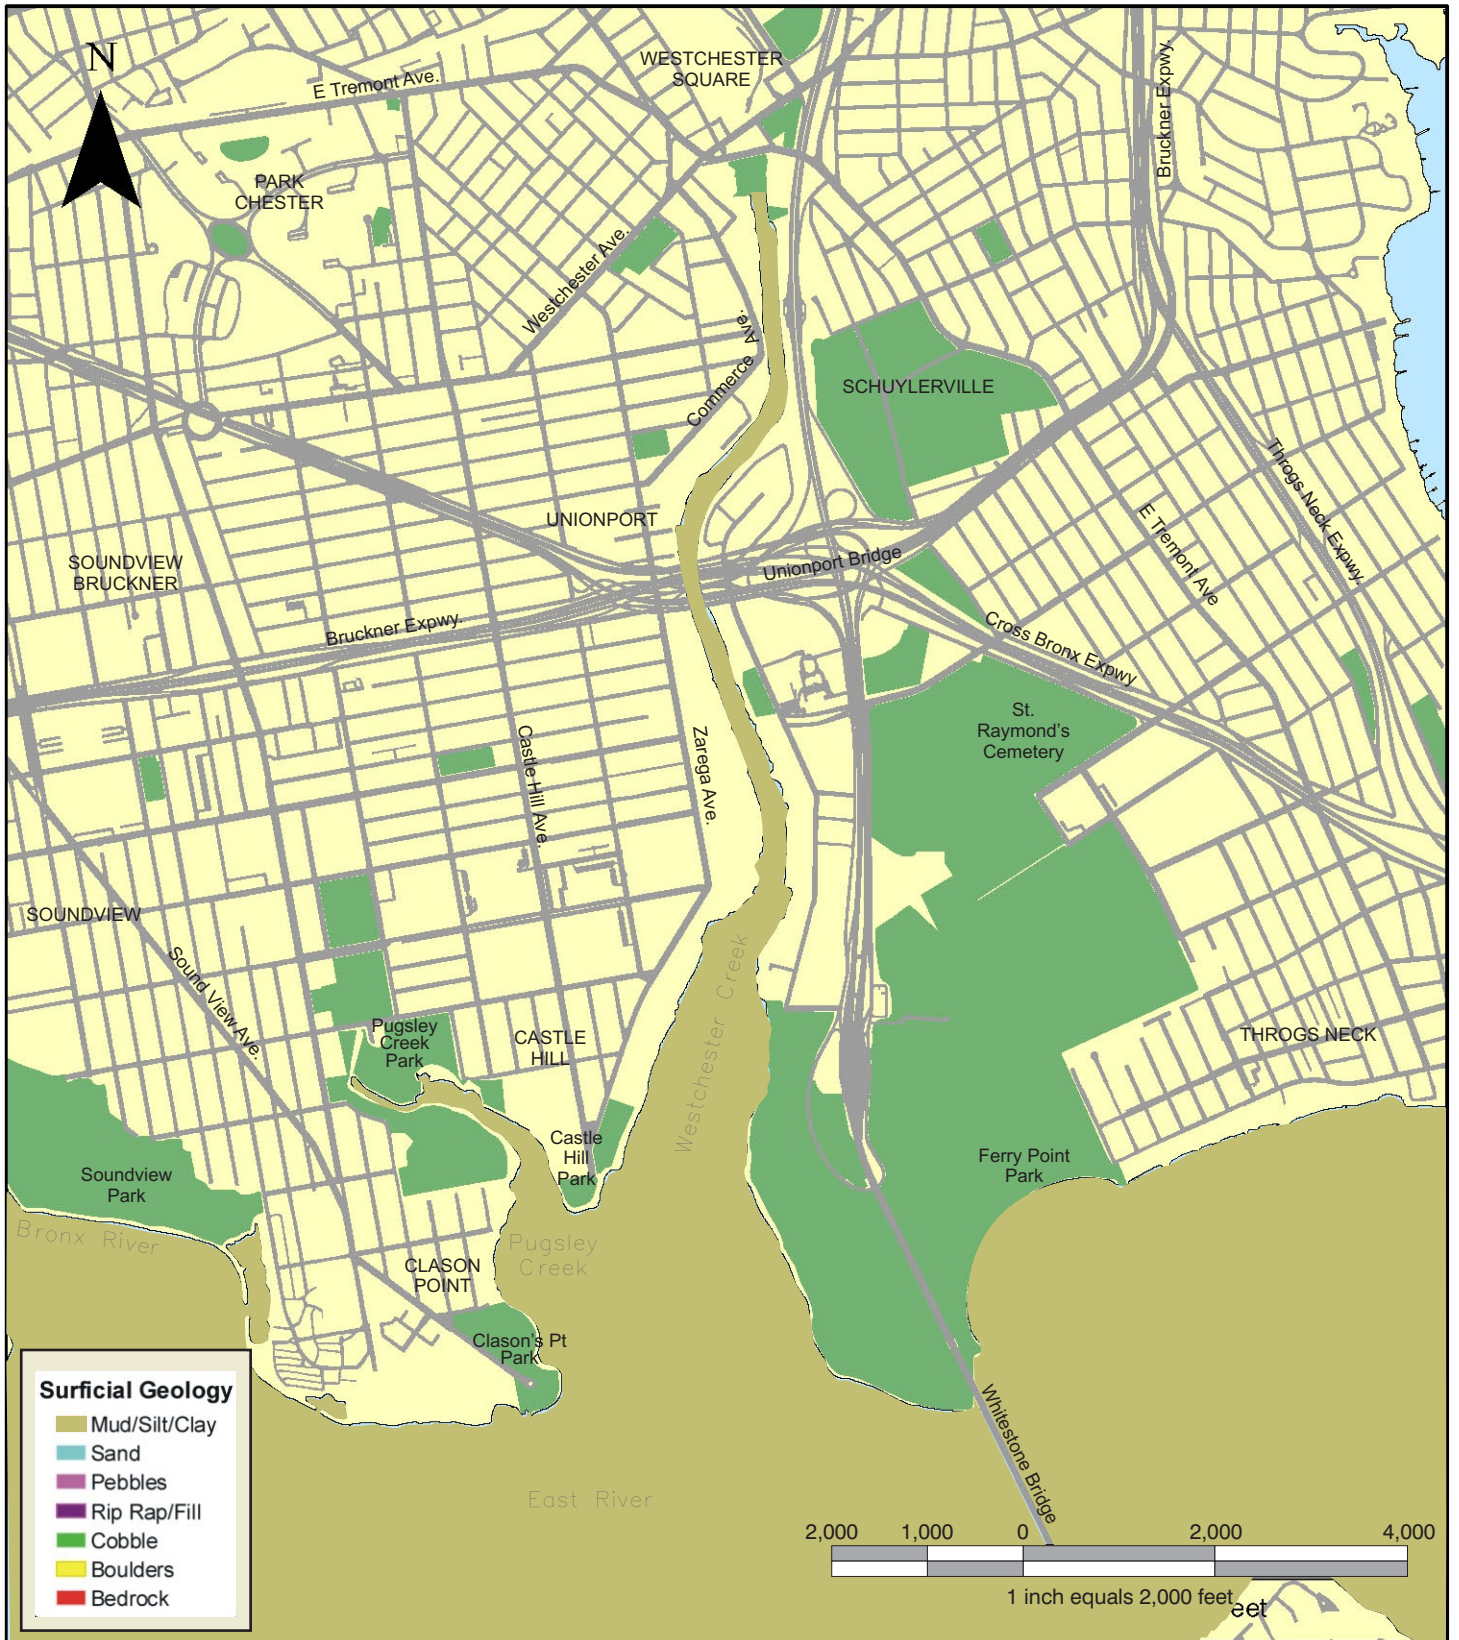 N
E Tremont Ave.
WESTCHESTER
SQUARE
Bruckner Expwy.
PARK
CHESTER
Westchester Ave.
Commerce Ave.
SCHUYLERVILLE
Throgs Neck Expwy.
E Tremont Ave
UNIONPORT
Unionport Bridge
SOUNDVIEW
BRUCKNER
Bruckner Expwy.
Cross Bronx Expwy
St.
Raymond's
Cemetery
Castle Hill Ave.
Zarega Ave.
SOUNDVIEW
Sound View Ave.
Westchester Creek
Pugsley
Creek
Park
CASTLE
HILL
THROGS NECK
Castle
Hill
Park
Ferry Point
Park
Soundview
Park
Bronx River
Pugsley
Creek
CLASON
POINT
Clason's Pt
Park
Whitestone Bridge
East River
Surficial Geology
Mud/Silt/Clay
Sand
Pebbles
Rip Rap/Fill
Cobble
Boulders
Bedrock
2,000 1,000 0 2,000 4,000
1 inch equals 2,000 feet
eet